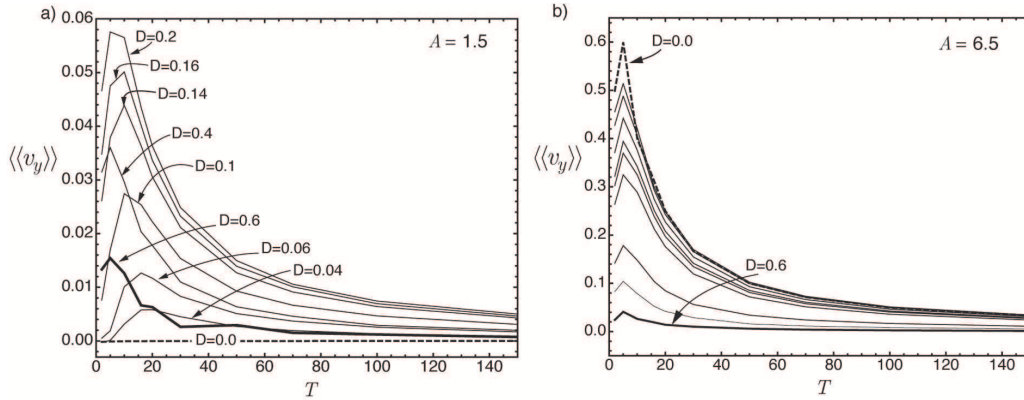 a)
0.06
0.05
0.04
0.03
0.02
0.01
0.00
⟨⟨v_y⟩⟩
A = 1.5
D=0.2
D=0.16
D=0.14
D=0.4
D=0.1
D=0.6
D=0.06
D=0.04
D=0.0
0 20 40 60 80 100 120 140
T
b)
0.6
0.5
0.4
0.3
0.2
0.1
0.0
⟨⟨v_y⟩⟩
A = 6.5
D=0.0
D=0.6
0 20 40 60 80 100 120 140
T